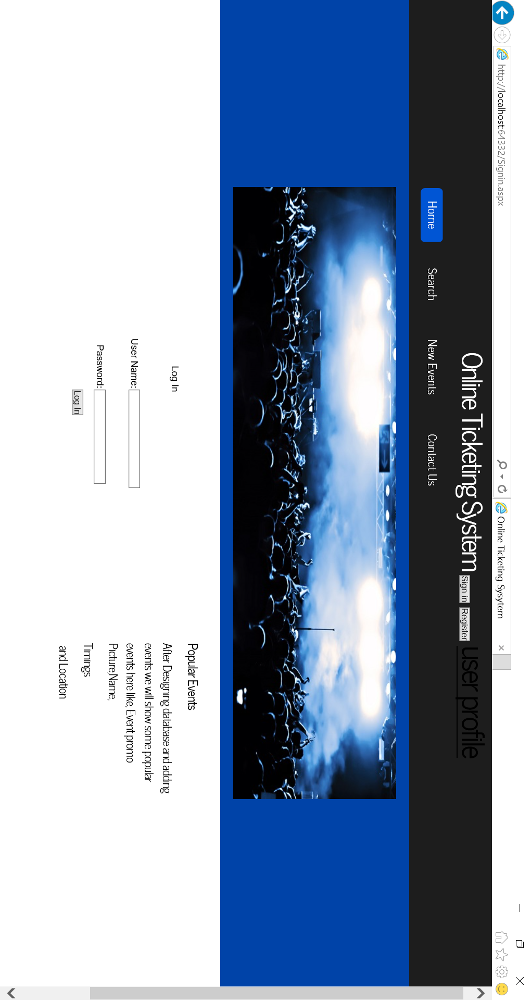 http://localhost:64332/Signin.aspx
Online Ticketing Sysytem
Online Ticketing System Sign in Register user profile
Home Search New Events Contact Us
Log In
User Name:
Password:
Log In
Popular Events
After Designing database and adding
events we will show some popular
events here like, Event promo
Picture,Name,
Timings
and Location